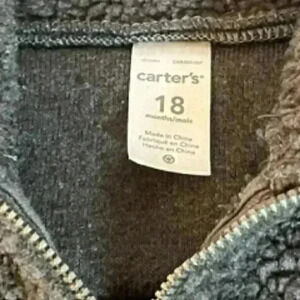 carter's®
18
months/mois
Made in China
Fabriqué en Chine
Hecho en China